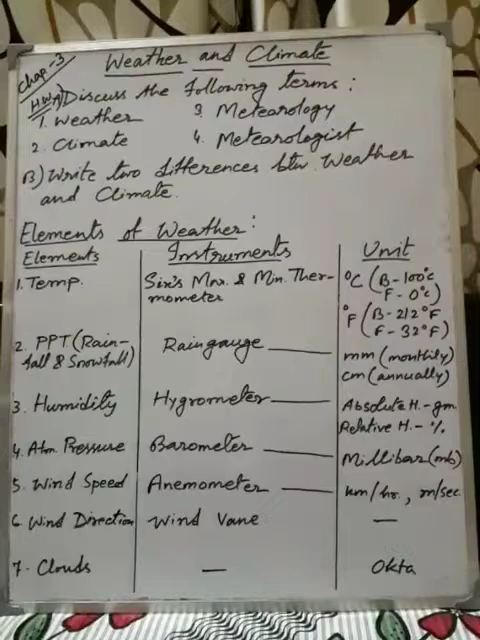 Chap-3
Weather and Climate
H.W. A) Discuss the following terms:
1. Weather 3. Meteorology
2. Climate 4. Meteorologist
B) Write two differences btw. Weather
and Climate.
Elements of Weather:
Elements Instruments Unit
1. Temp. Six's Max. & Min. Ther- °C (B-100°C
mometer F-0°C)
°F (B-212°F
F-32°F)
2. PPT (Rain- Raingauge mm (monthly)
fall & Snowfall) cm (annually)
3. Humidity Hygrometer Absolute H.- gm
Relative H.- %
4. Atm Pressure Barometer Millibar (mb)
5. Wind Speed Anemometer km/hr., m/sec.
6. Wind Direction Wind Vane —
7. Clouds — Okta